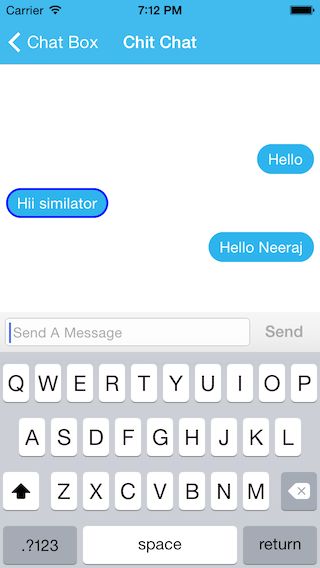 Carrier 7:12 PM
Chat Box Chit Chat
Hello
Hii similator
Hello Neeraj
Send A Message Send
Q W E R T Y U I O P
A S D F G H J K L
Z X C V B N M
.?123 space return